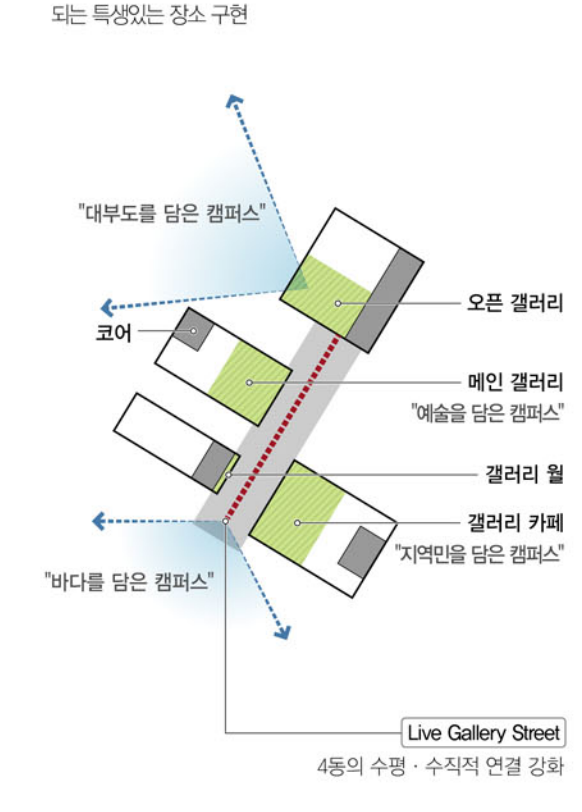 되는 특생있는 장소 구현
"대부도를 담은 캠퍼스"
오픈 갤러리
코어
메인 갤러리
"예술을 담은 캠퍼스"
갤러리 월
갤러리 카페
"지역민을 담은 캠퍼스"
"바다를 담은 캠퍼스"
Live Gallery Street
4동의 수평 · 수직적 연결 강화